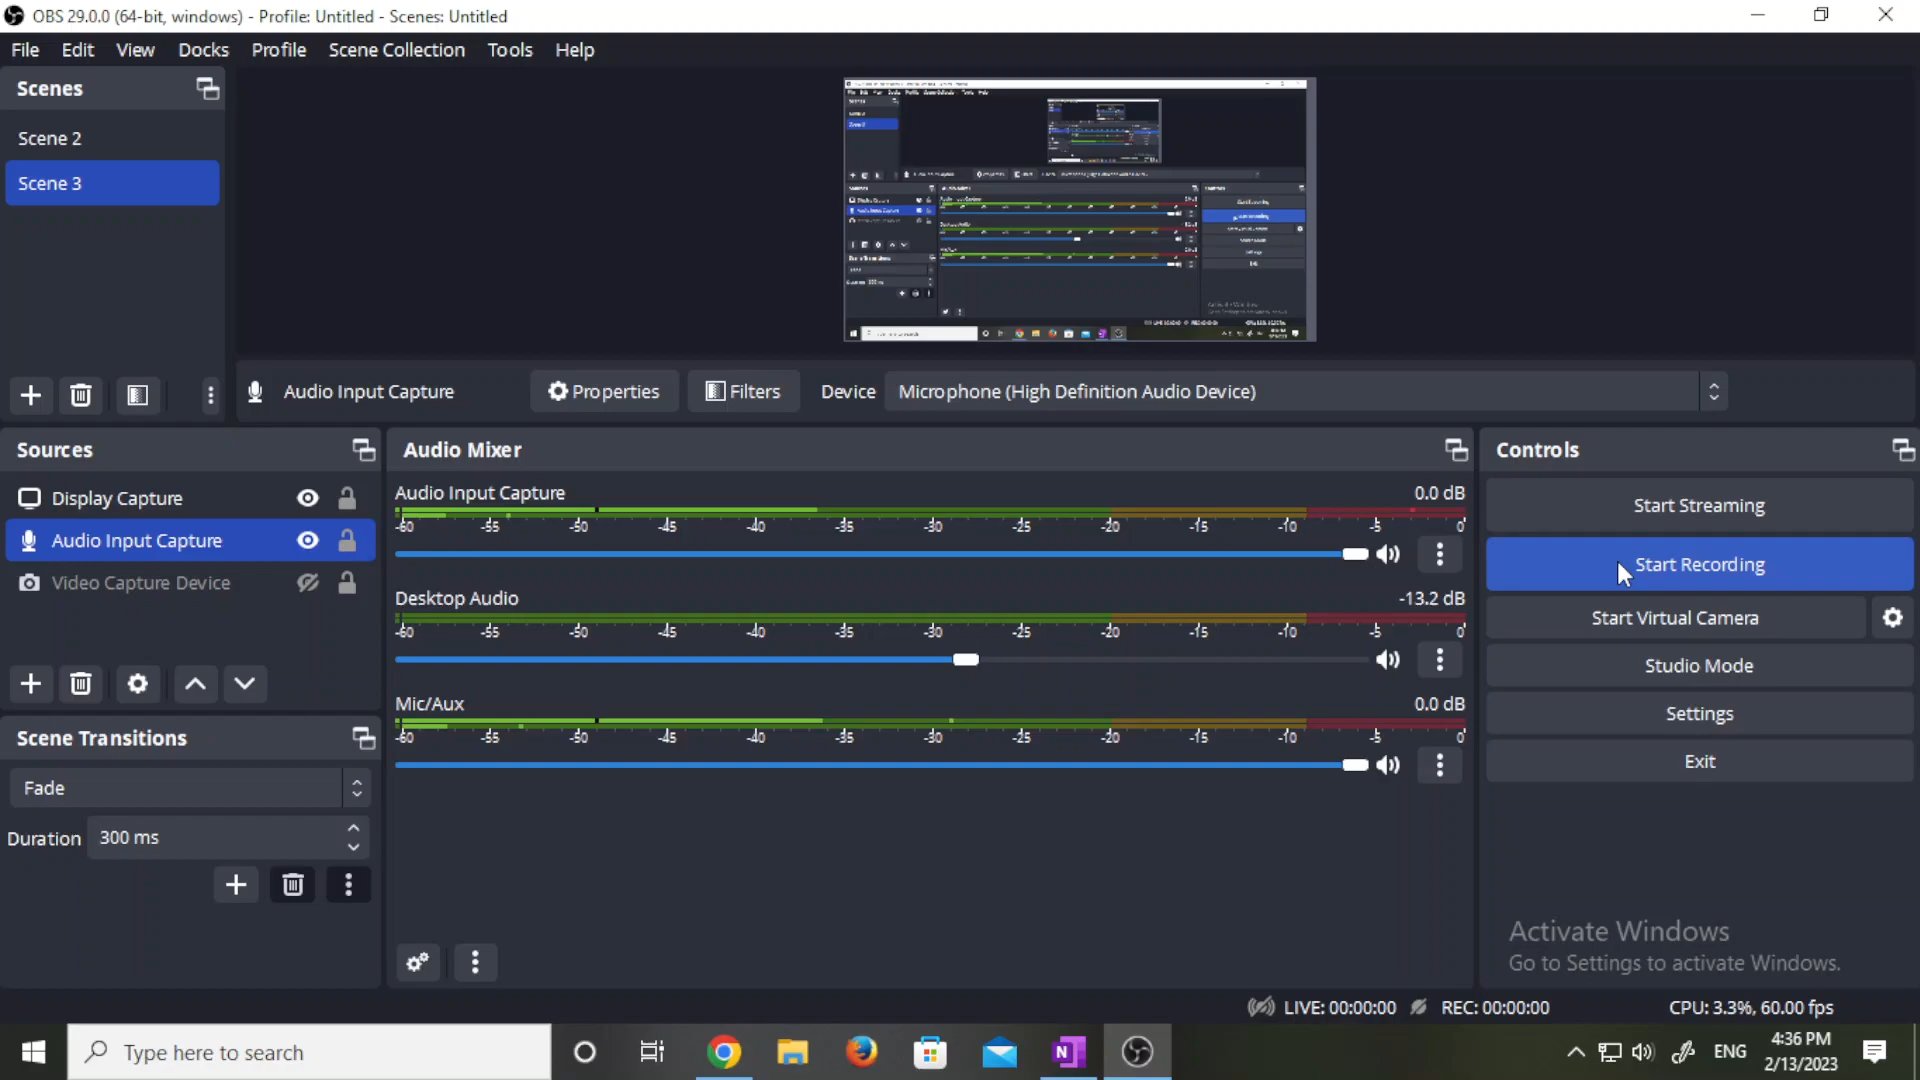 OBS 29.0.0 (64-bit, windows) - Profile: Untitled - Scenes: Untitled
File Edit View Docks Profile Scene Collection Tools Help
Scenes
Scene 2
Scene 3
Audio Input Capture Properties Filters Device Microphone (High Definition Audio Device)
Sources
Display Capture
Audio Input Capture
Video Capture Device
Scene Transitions
Fade
Duration 300 ms
Audio Mixer
Audio Input Capture 0.0 dB
-60 -55 -50 -45 -40 -35 -30 -25 -20 -15 -10 -5 0
Desktop Audio -13.2 dB
-60 -55 -50 -45 -40 -35 -30 -25 -20 -15 -10 -5 0
Mic/Aux 0.0 dB
-60 -55 -50 -45 -40 -35 -30 -25 -20 -15 -10 -5 0
Controls
Start Streaming
Start Recording
Start Virtual Camera
Studio Mode
Settings
Exit
Activate Windows
Go to Settings to activate Windows.
LIVE: 00:00:00 REC: 00:00:00 CPU: 3.3%, 60.00 fps
Type here to search
N
ENG
4:36 PM
2/13/2023